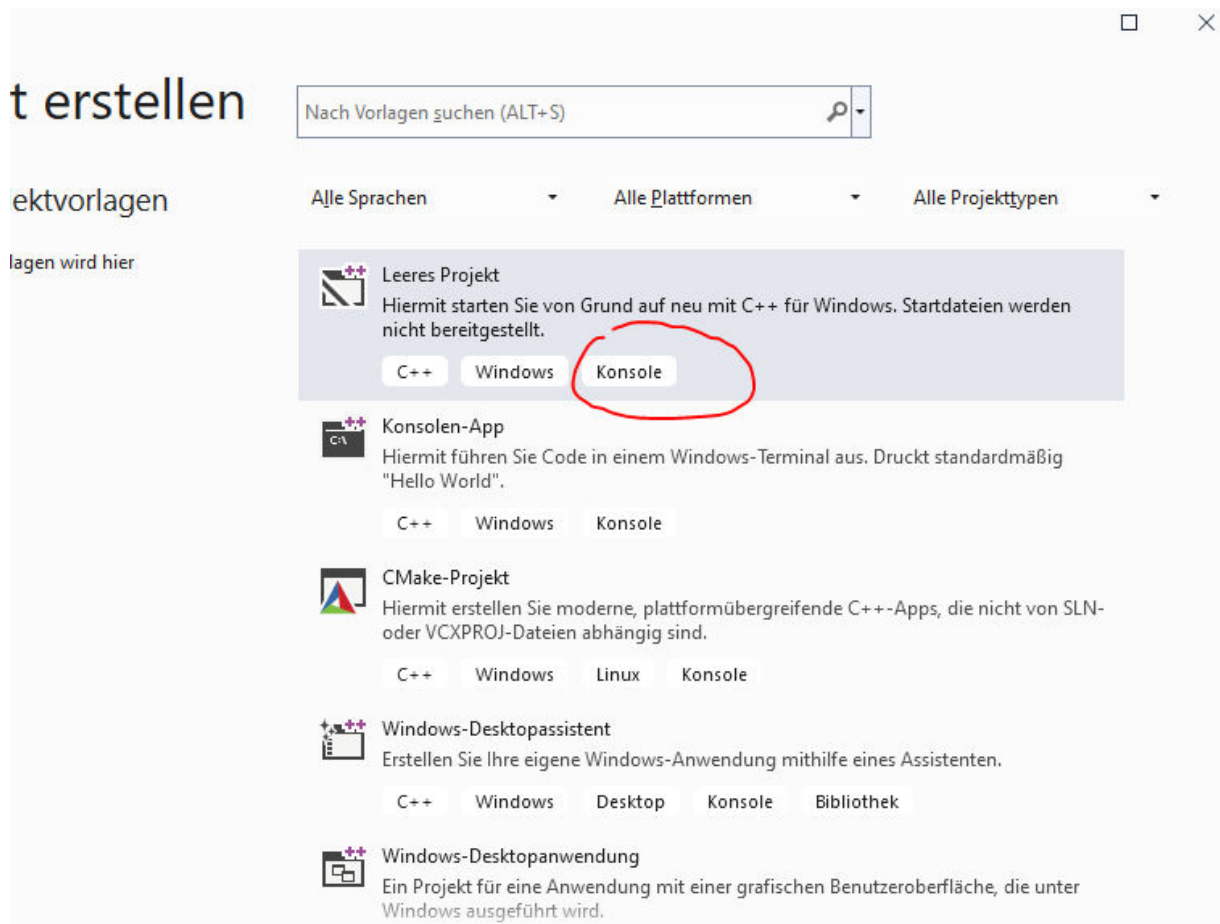 t erstellen
Nach Vorlagen suchen (ALT+S)
ektvorlagen
Alle Sprachen Alle Plattformen Alle Projekttypen
lagen wird hier
Leeres Projekt
Hiermit starten Sie von Grund auf neu mit C++ für Windows. Startdateien werden
nicht bereitgestellt.
C++ Windows Konsole
Konsolen-App
C:\
Hiermit führen Sie Code in einem Windows-Terminal aus. Druckt standardmäßig
"Hello World".
C++ Windows Konsole
CMake-Projekt
Hiermit erstellen Sie moderne, plattformübergreifende C++-Apps, die nicht von SLN-
oder VCXPROJ-Dateien abhängig sind.
C++ Windows Linux Konsole
Windows-Desktopassistent
Erstellen Sie Ihre eigene Windows-Anwendung mithilfe eines Assistenten.
C++ Windows Desktop Konsole Bibliothek
Windows-Desktopanwendung
Ein Projekt für eine Anwendung mit einer grafischen Benutzeroberfläche, die unter
Windows ausgeführt wird.